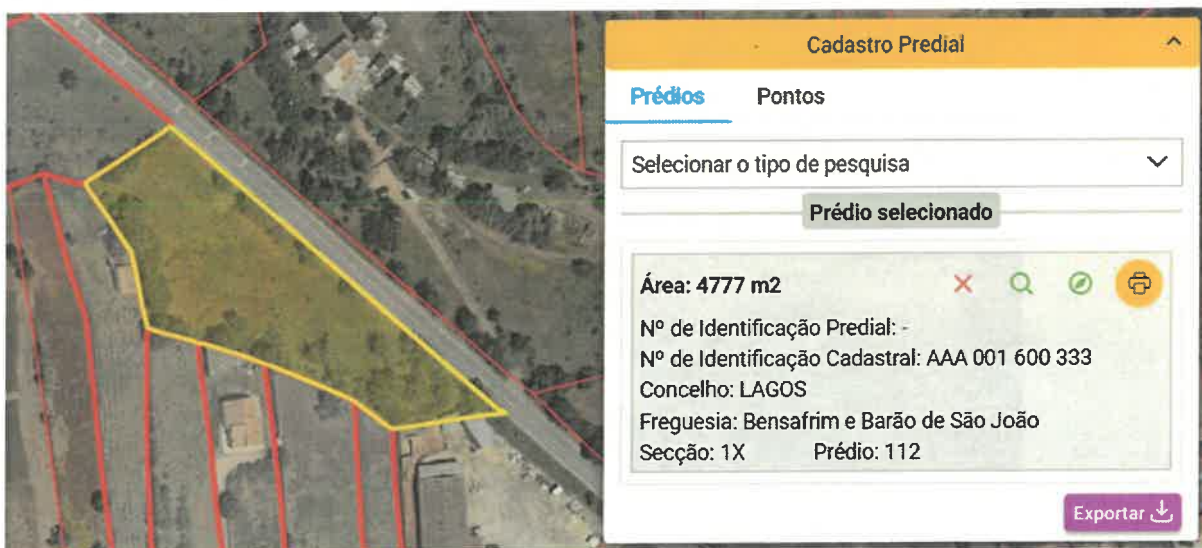 Cadastro Predial
Prédios Pontos
Selecionar o tipo de pesquisa
Prédio selecionado
Área: 4777 m2
Nº de Identificação Predial: -
Nº de Identificação Cadastral: AAA 001 600 333
Concelho: LAGOS
Freguesia: Bensafrim e Barão de São João
Secção: 1X Prédio: 112
Exportar